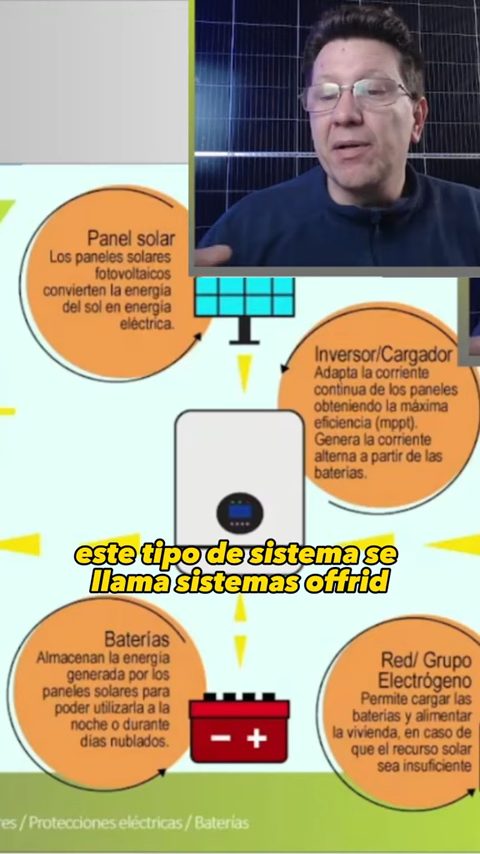 Panel solar
Los paneles solares
fotovoltaicos
convierten la energía
del sol en energía
eléctrica.
Inversor/Cargador
Adapta la corriente
continua de los paneles
obteniendo la máxima
eficiencia (mppt).
Genera la corriente
alterna a partir de las
baterías.
este tipo de sistema se
llama sistemas offrid
Baterías
Almacenan la energía
generada por los
paneles solares para
poder utilizarla a la
noche o durante
días nublados.
Red/ Grupo
Electrógeno
Permite cargar las
baterías y alimentar
la vivienda, en caso de
que el recurso solar
sea insuficiente
res / Protecciones eléctricas / Baterías